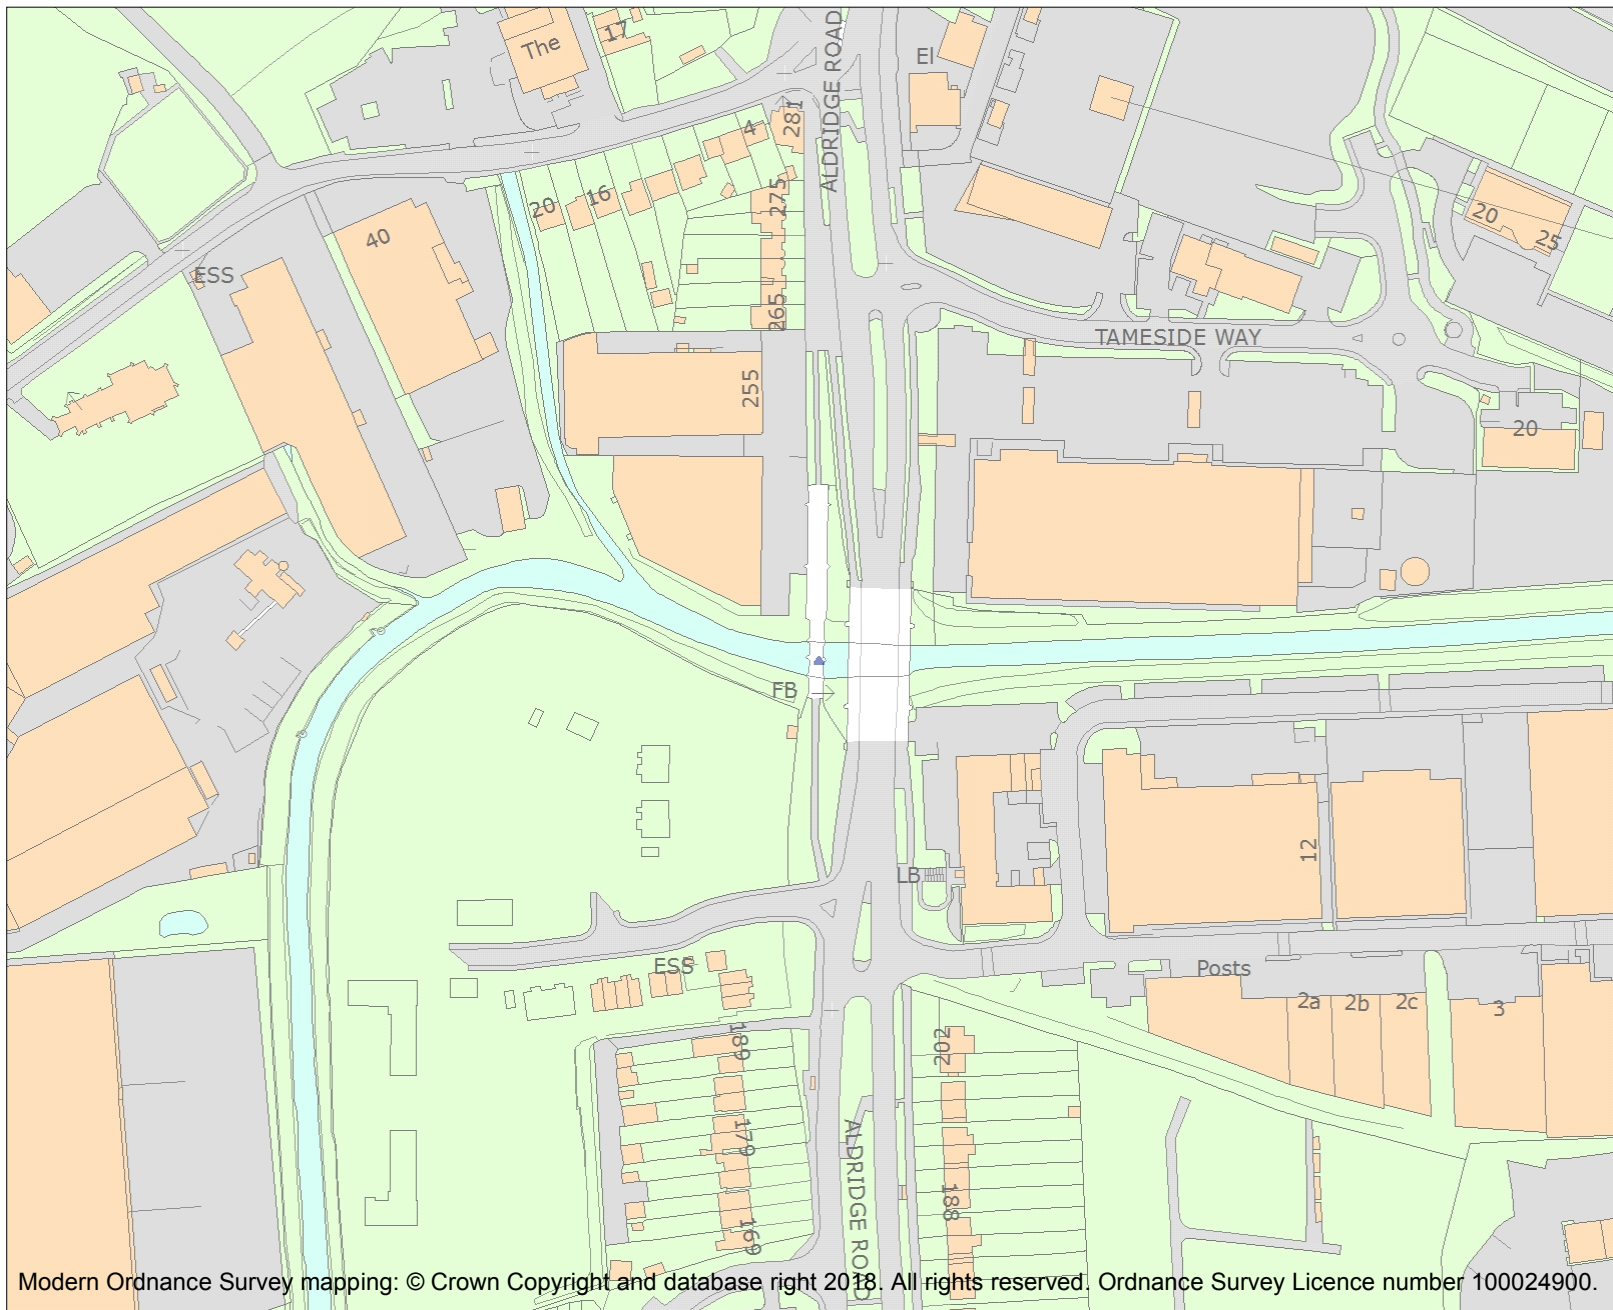 The
17
ALDRIDGE ROAD
El
4
281
20
16
275
40
ESS
265
20
25
TAMESIDE WAY
255
20
FB
12
LB
ESS
Posts
2a
2b
2c
3
189
202
179
188
169
ALDRIDGE ROAD
Modern Ordnance Survey mapping: © Crown Copyright and database right 2018. All rights reserved. Ordnance Survey Licence number 100024900.